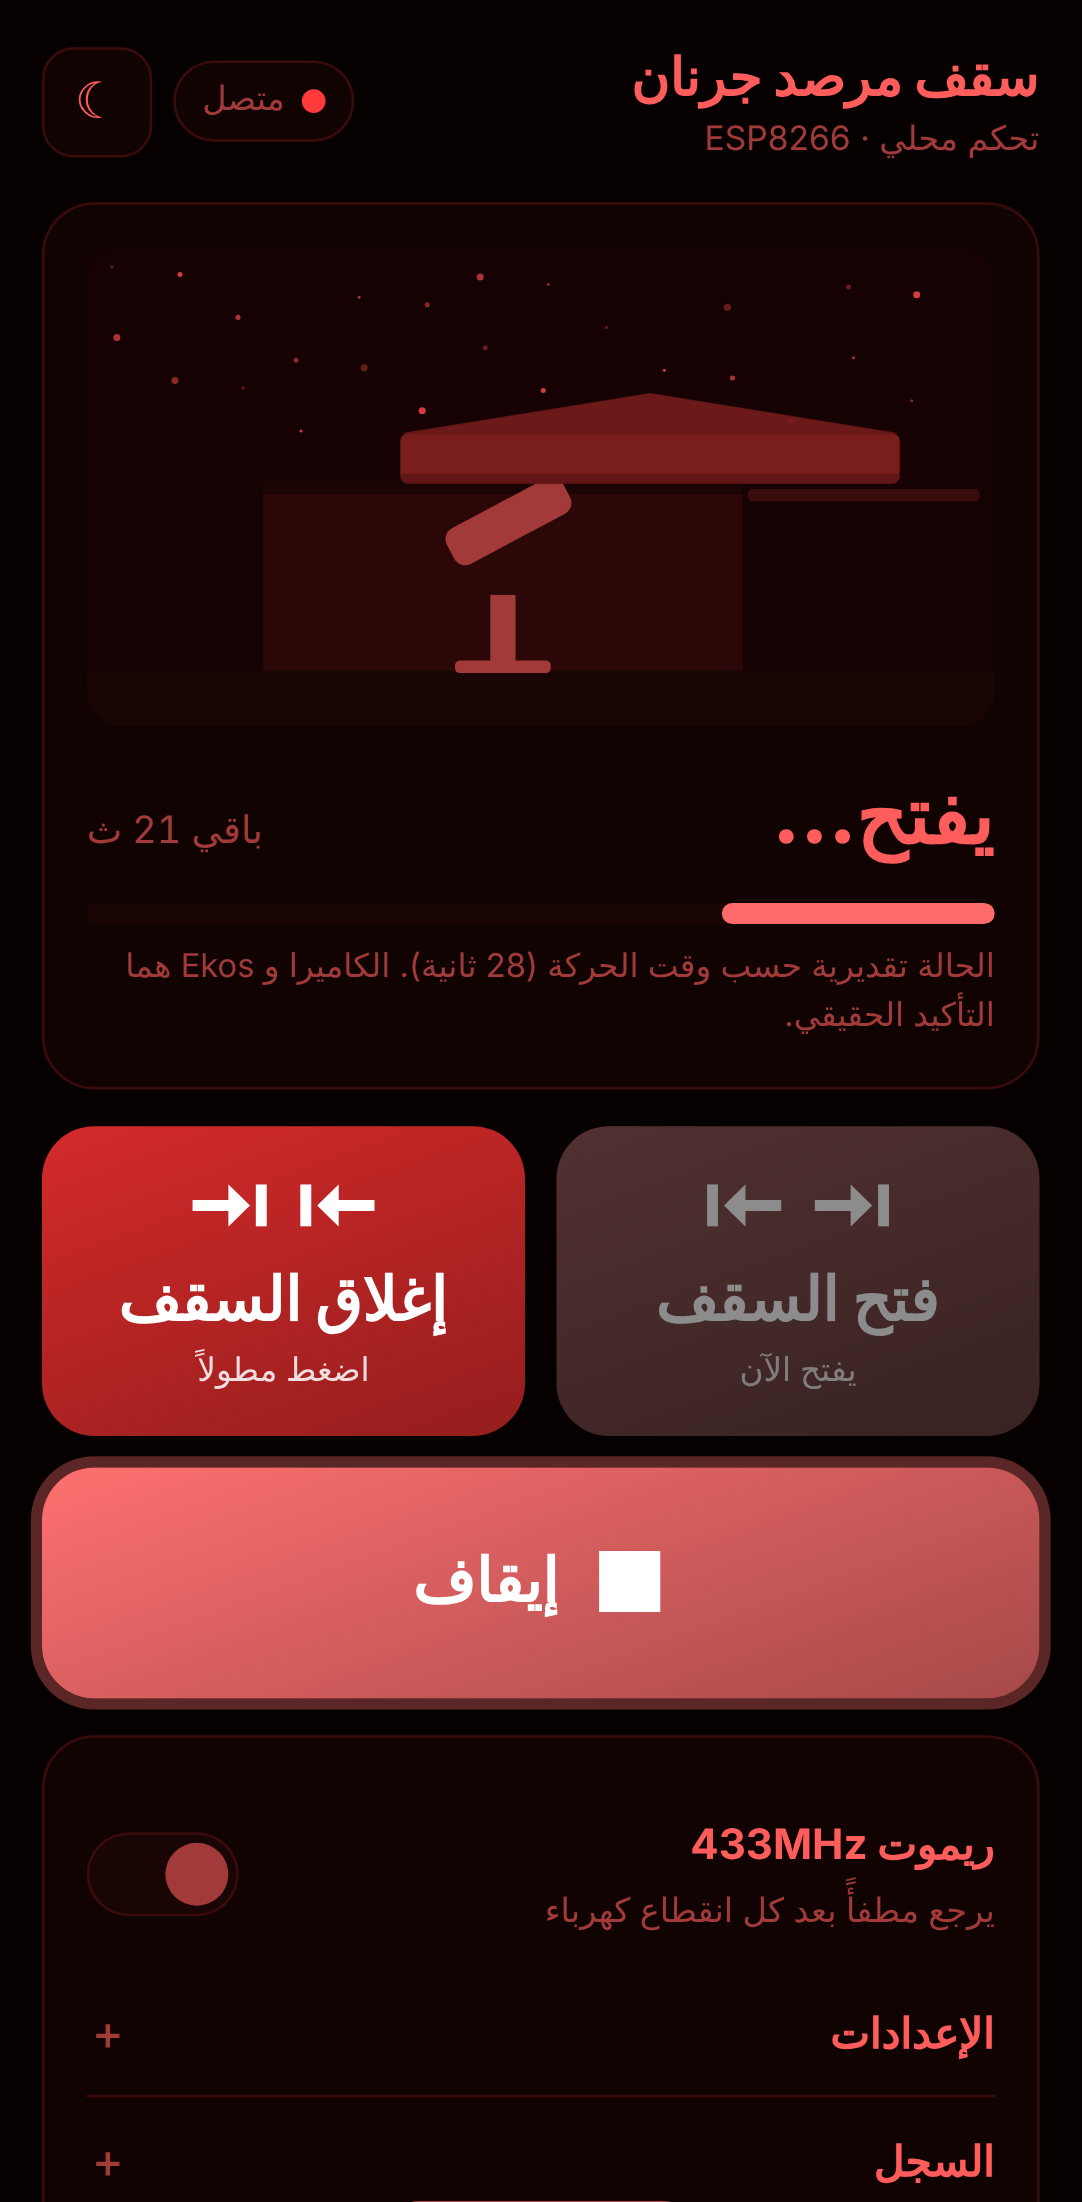 سقف مرصد جرنان
تحكم محلي · ESP8266
متصل
يفتح...
باقي 21 ث
الحالة تقديرية حسب وقت الحركة (28 ثانية). الكاميرا و Ekos هما
التأكيد الحقيقي.
فتح السقف
يفتح الآن
إغلاق السقف
اضغط مطولاً
إيقاف
ريموت 433MHz
يرجع مطفأً بعد كل انقطاع كهرباء
الإعدادات
+
السجل
+